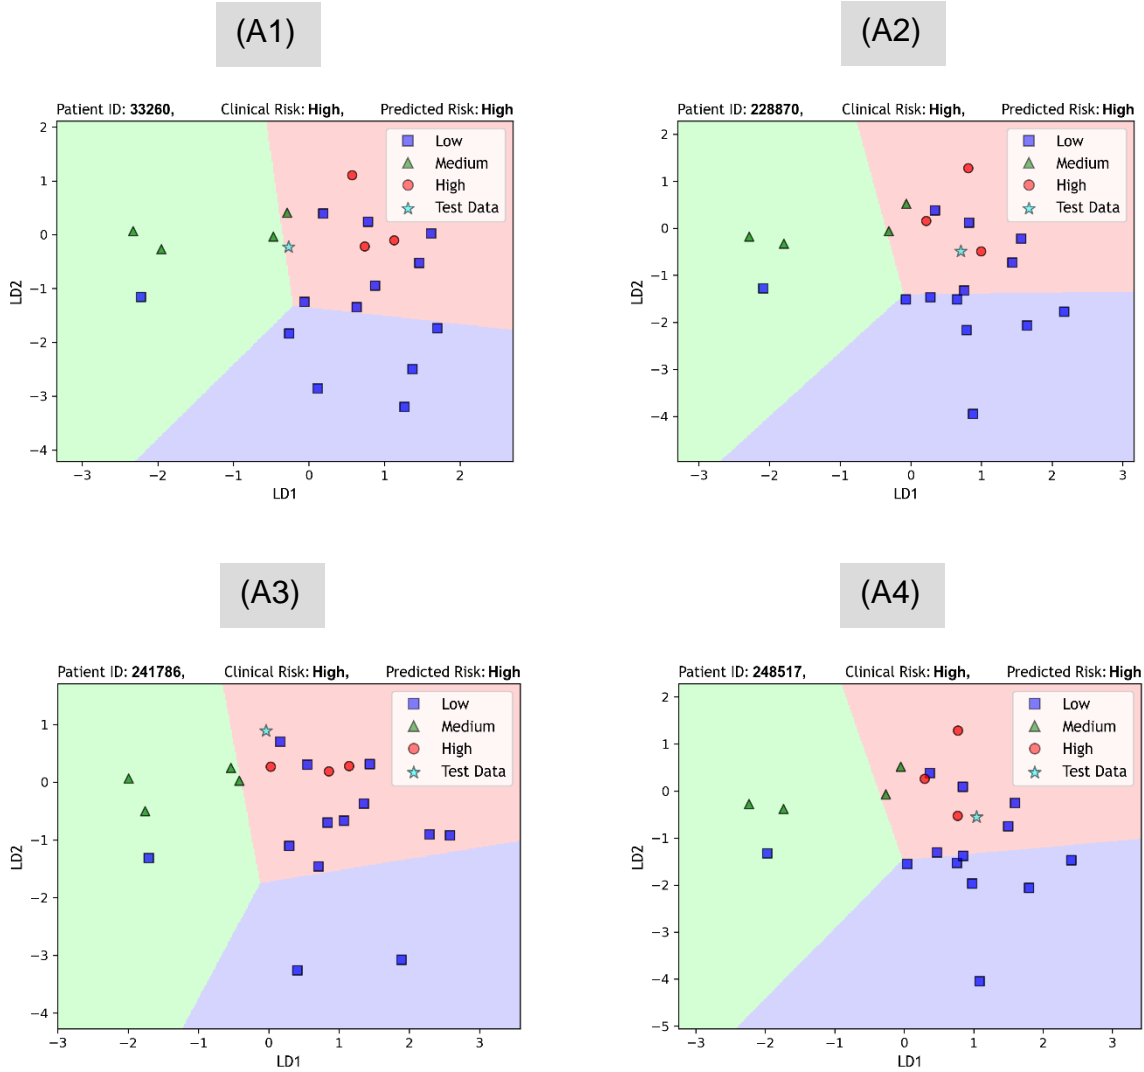 (A1)
Patient ID: 33260, Clinical Risk: High, Predicted Risk: High
2
1
0
−1
−2
−3
−4
LD2
Low
Medium
High
Test Data
−3 −2 −1 0 1 2
LD1
(A2)
Patient ID: 228870, Clinical Risk: High, Predicted Risk: High
2
1
0
−1
−2
−3
−4
LD2
Low
Medium
High
Test Data
−3 −2 −1 0 1 2 3
LD1
(A3)
Patient ID: 241786, Clinical Risk: High, Predicted Risk: High
1
0
−1
−2
−3
−4
LD2
Low
Medium
High
Test Data
−3 −2 −1 0 1 2 3
LD1
(A4)
Patient ID: 248517, Clinical Risk: High, Predicted Risk: High
2
1
0
−1
−2
−3
−4
−5
LD2
Low
Medium
High
Test Data
−3 −2 −1 0 1 2 3
LD1